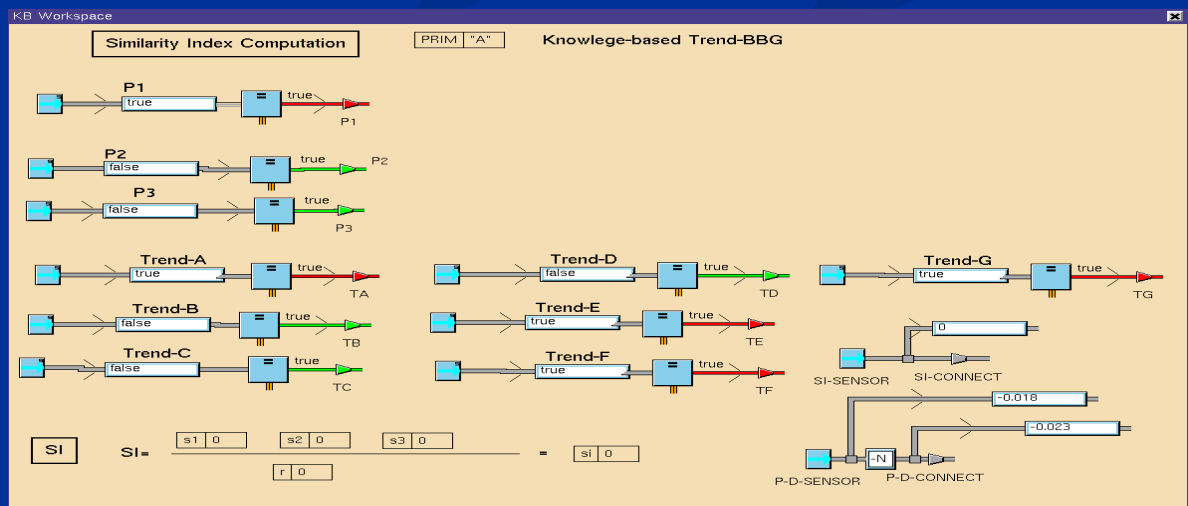 KB Workspace
Similarity Index Computation
PRIM "A"
Knowlege-based Trend-BBG
P1
true
=
true
P1
P2
false
=
true
P2
P3
false
=
true
P3
Trend-A
true
=
true
TA
Trend-D
false
=
true
TD
Trend-G
true
=
true
TG
Trend-B
false
=
true
TB
Trend-E
true
=
true
TE
0
SI-SENSOR
SI-CONNECT
Trend-C
false
=
true
TC
Trend-F
true
=
true
TF
-0.018
-0.023
-N
P-D-SENSOR
P-D-CONNECT
SI
SI=
s1 0
s2 0
s3 0
r 0
=
si 0